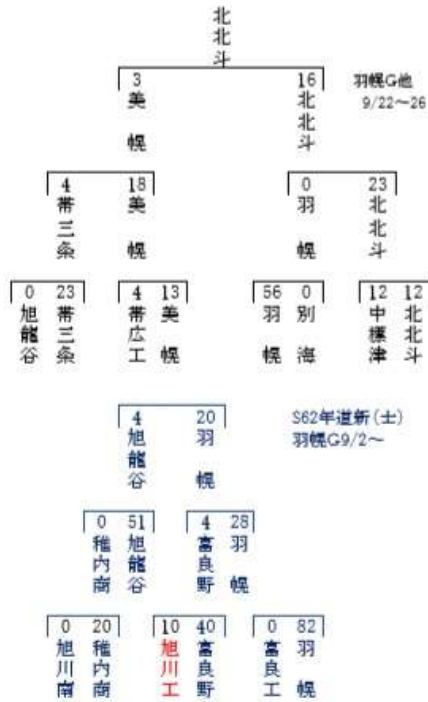 北北斗
3 16
美幌 北北斗
羽幌G他
9/22～26
4 18 0 23
帯三条 美幌 羽幌 北北斗
0 23 4 13 56 0 12 12
旭龍谷 帯三条 帯広工 美幌 羽幌 別海 中標津 北北斗
4 20
旭龍谷 羽幌
S62年道新(士)
羽幌G9/2～
0 51 4 28
稚内商 旭龍谷 富良野 羽幌
0 20 10 40 0 82
旭川南 稚内商 旭川工 富良野 富良工 羽幌